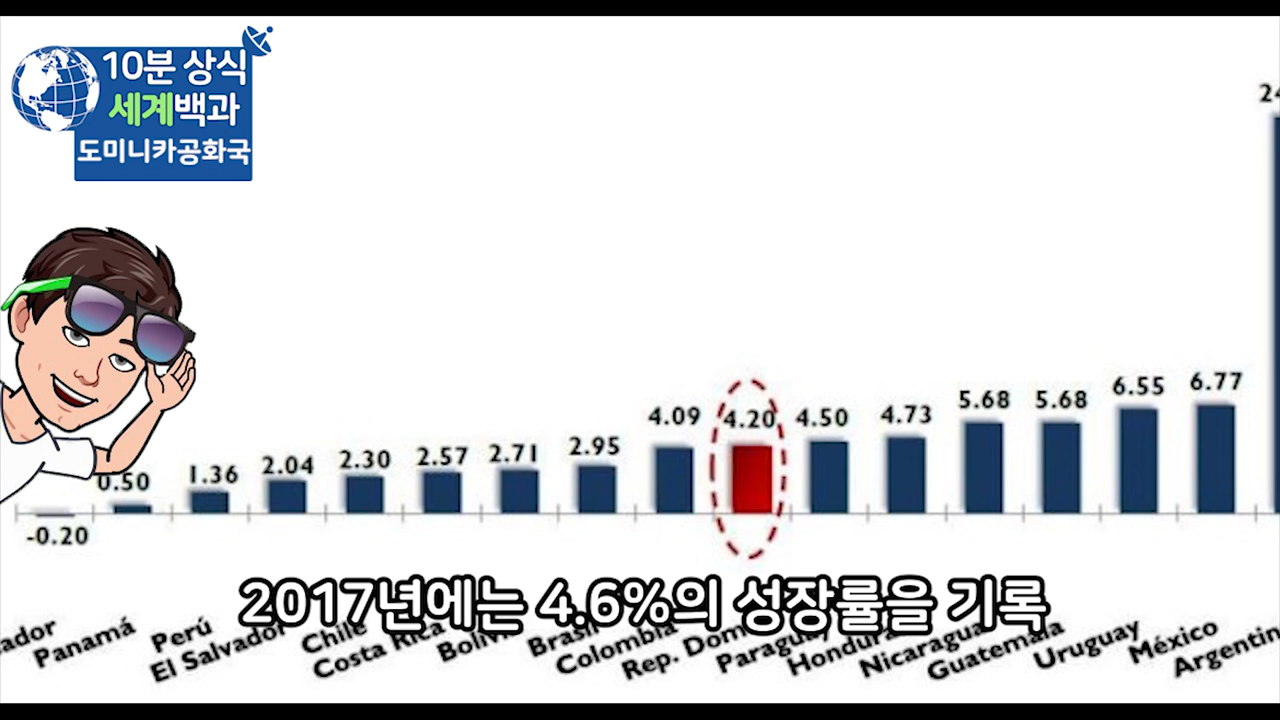 10분 상식
세계백과
도미니카공화국
24
-0.20
0.50
1.36
2.04
2.30
2.57
2.71
2.95
4.09
4.20
4.50
4.73
5.68
5.68
6.55
6.77
2017년에는 4.6%의 성장률을 기록
Panamá
Perú
El Salvador
Chile
Costa Rica
Brasil
Colombia
Rep. Dom
Paraguay
Hondura
Nicaragua
Guatemala
Uruguay
México
Argentin